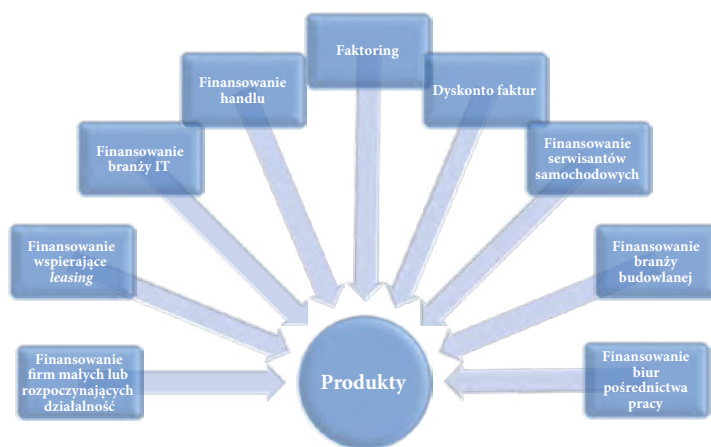 Faktoring
Finansowanie
handlu
Dyskonto faktur
Finansowanie
branży IT
Finansowanie
serwisantów
samochodowych
Finansowanie
wspierające
leasing
Finansowanie
branży
budowlanej
Finansowanie
firm małych lub
rozpoczynających
działalność
Produkty
Finansowanie
biur
pośrednictwa
pracy